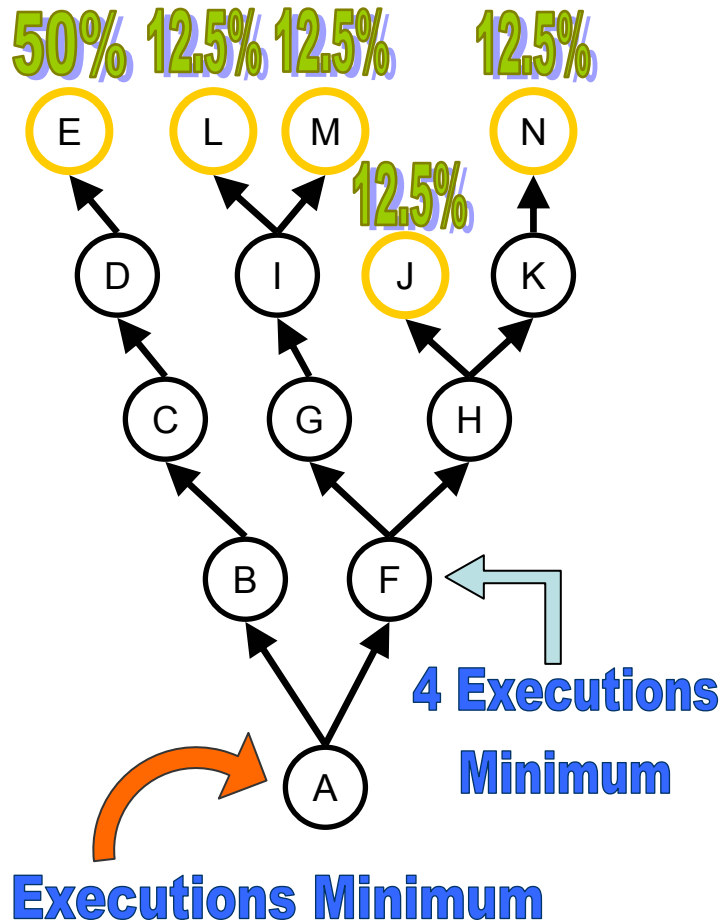 50% 12.5% 12.5% 12.5%
E L M N
12.5%
D I J K
C G H
B F
4 Executions
Minimum
A
Executions Minimum